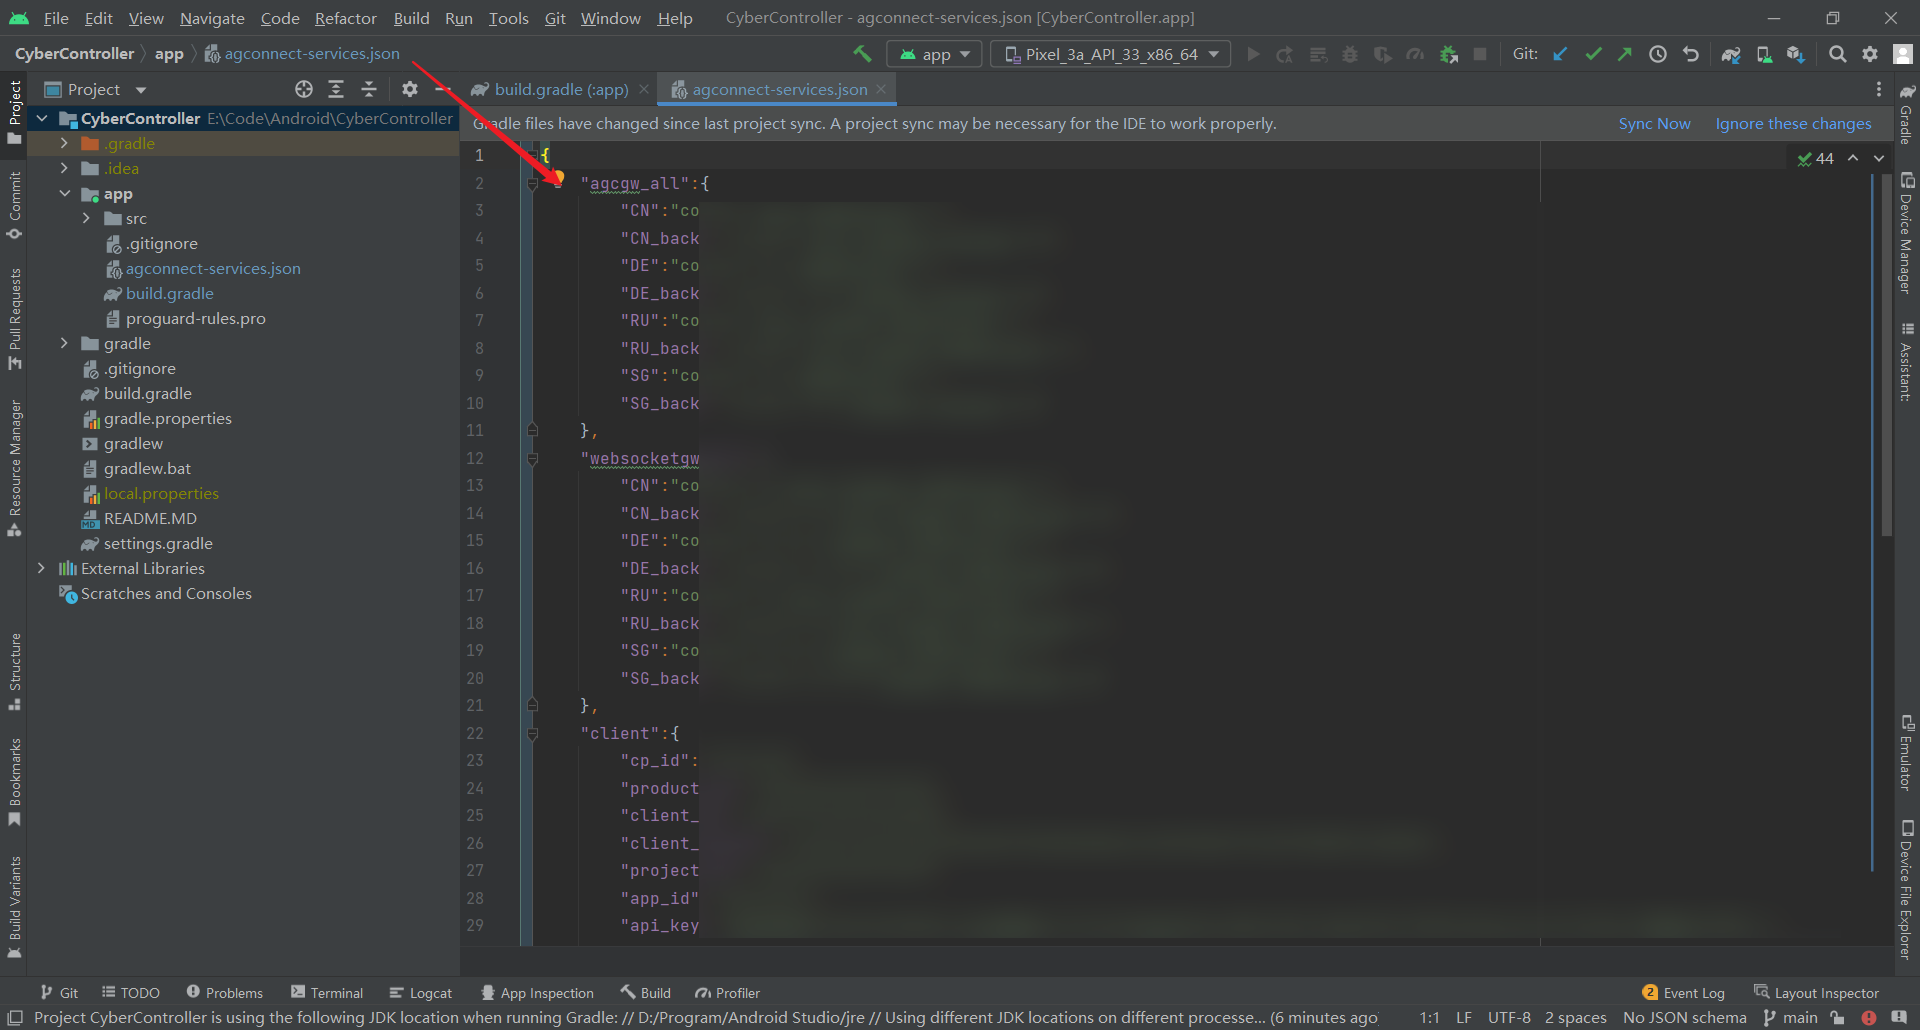 File Edit View Navigate Code Refactor Build Run Tools Git Window Help CyberController - agconnect-services.json [CyberController.app]
CyberController app agconnect-services.json app Pixel_3a_API_33_x86_64 Git:
Project build.gradle (:app) agconnect-services.json
Gradle files have changed since last project sync. A project sync may be necessary for the IDE to work properly. Sync Now Ignore these changes
Project
Commit
Pull Requests
Resource Manager
Structure
Bookmarks
Build Variants
CyberController E:\Code\Android\CyberController
.gradle
.idea
app
src
.gitignore
agconnect-services.json
build.gradle
proguard-rules.pro
gradle
.gitignore
build.gradle
gradle.properties
gradlew
gradlew.bat
local.properties
README.MD
settings.gradle
External Libraries
Scratches and Consoles
44
1 {
2 "agcgw_all":{
3 "CN":"co
4 "CN_back
5 "DE":"co
6 "DE_back
7 "RU":"co
8 "RU_back
9 "SG":"co
10 "SG_back
11 },
12 "websocketgw
13 "CN":"co
14 "CN_back
15 "DE":"co
16 "DE_back
17 "RU":"co
18 "RU_back
19 "SG":"co
20 "SG_back
21 },
22 "client":{
23 "cp_id":
24 "product
25 "client_
26 "client_
27 "project
28 "app_id"
29 "api_key
Gradle
Device Manager
Assistant:
Emulator
Device File Explorer
Git TODO Problems Terminal Logcat App Inspection Build Profiler 2 Event Log Layout Inspector
Project CyberController is using the following JDK location when running Gradle: // D:/Program/Android Studio/jre // Using different JDK locations on different processe... (6 minutes ago 1:1 LF UTF-8 2 spaces No JSON schema main